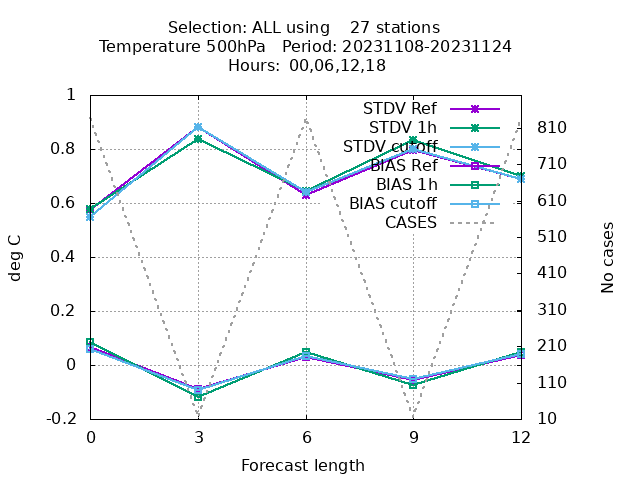 Selection: ALL using    27 stations
Temperature 500hPa   Period: 20231108-20231124
Hours: 00,06,12,18
STDV Ref
STDV 1h
STDV cutoff
BIAS Ref
BIAS 1h
BIAS cutoff
CASES
1
0.8
0.6
0.4
0.2
0
-0.2
deg C
810
710
610
510
410
310
210
110
10
No cases
0 3 6 9 12
Forecast length